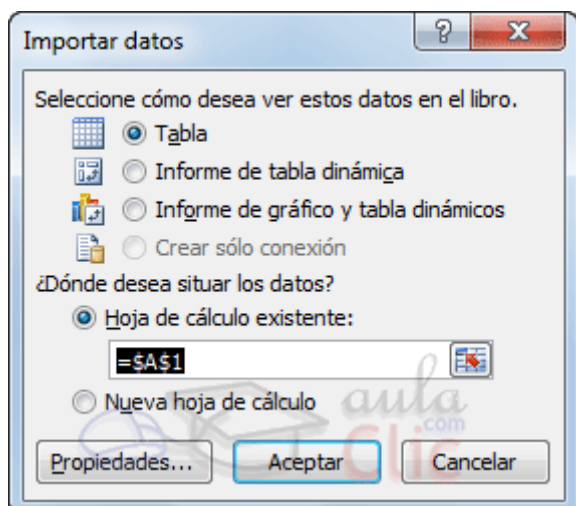 Importar datos
Seleccione cómo desea ver estos datos en el libro.
Tabla
Informe de tabla dinámica
Informe de gráfico y tabla dinámicos
Crear sólo conexión
¿Dónde desea situar los datos?
Hoja de cálculo existente:
=$A$1
Nueva hoja de cálculo
aula
.com
Clic
Propiedades... Aceptar Cancelar